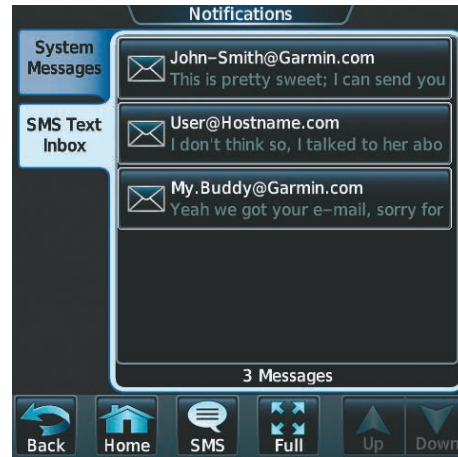 Notifications
System
Messages
SMS Text
Inbox
John-Smith@Garmin.com
This is pretty sweet; I can send you
User@Hostname.com
I don't think so, I talked to her abo
My.Buddy@Garmin.com
Yeah we got your e-mail, sorry for
3 Messages
Back
Home
SMS
Full
Up
Down